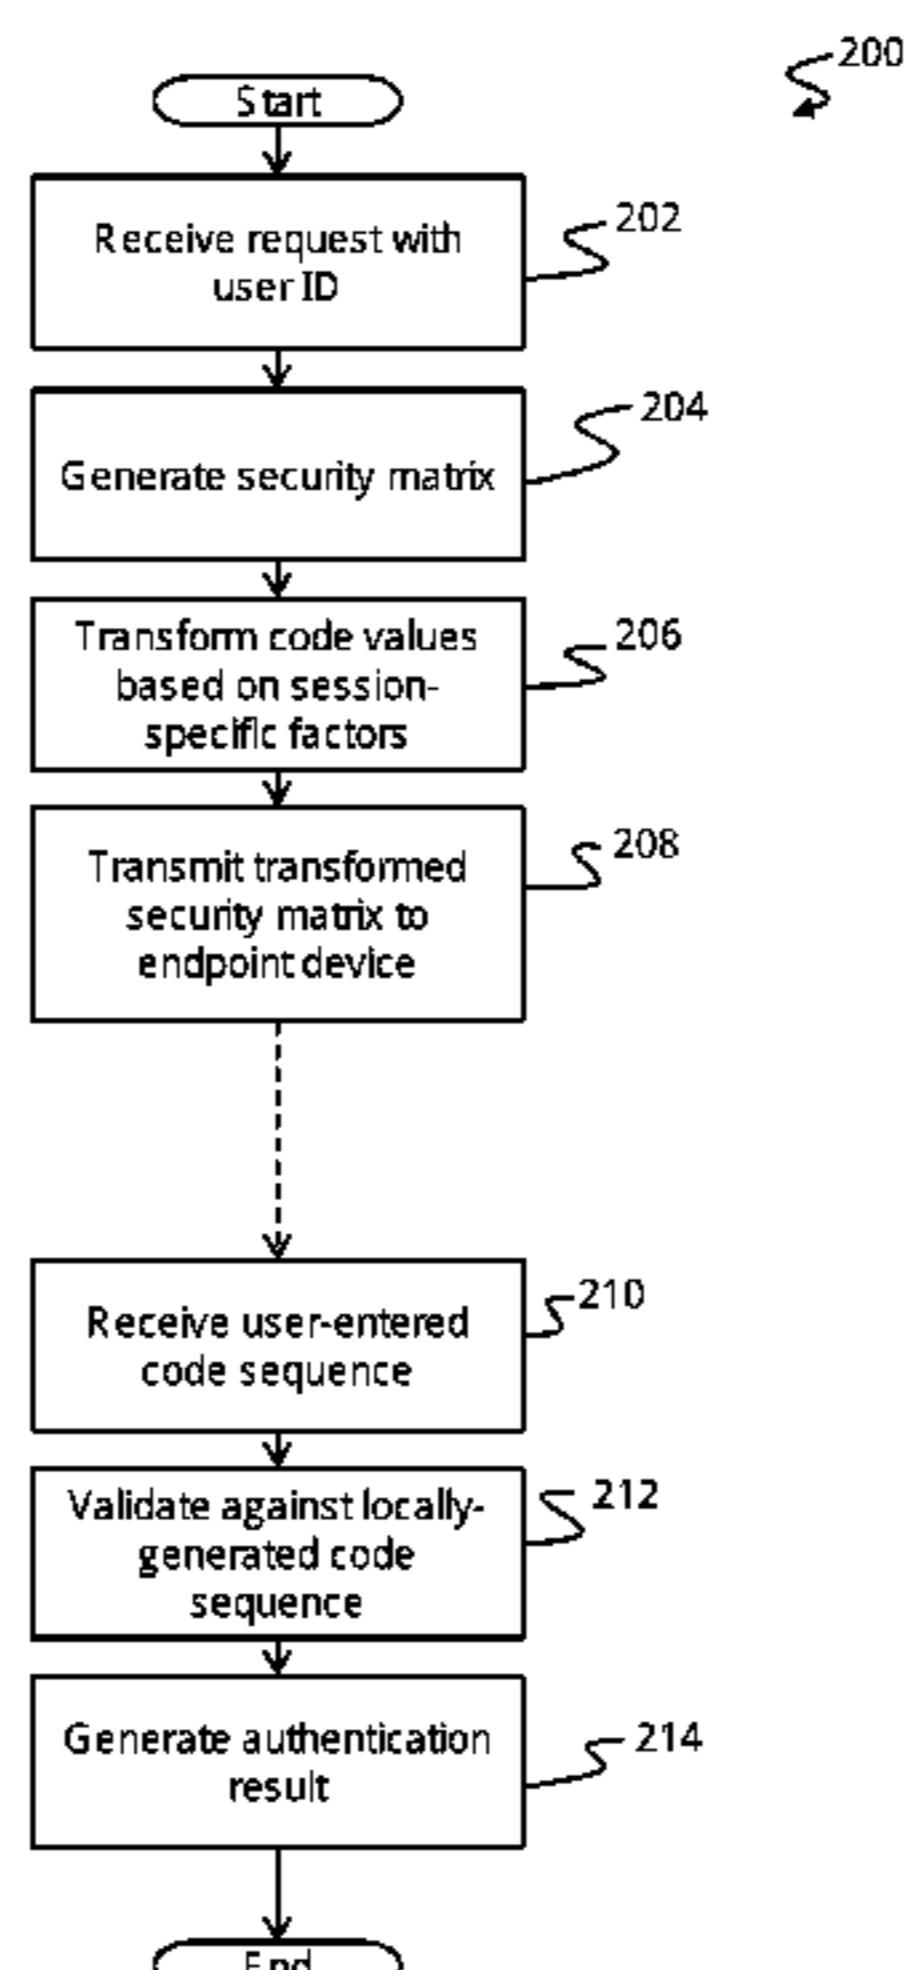 200
Start
Receive request with
user ID
202
Generate security matrix
204
Transform code values
based on session-
specific factors
206
Transmit transformed
security matrix to
endpoint device
208
Receive user-entered
code sequence
210
Validate against locally-
generated code
sequence
212
Generate authentication
result
214
End